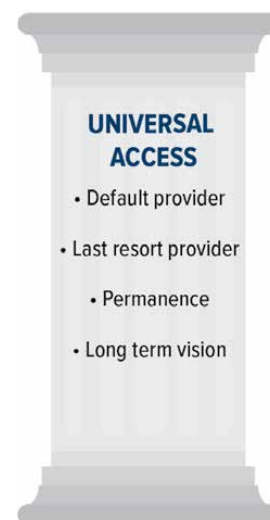 UNIVERSAL
ACCESS
• Default provider
• Last resort provider
• Permanence
• Long term vision